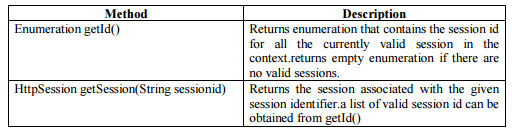 Method Description
Enumeration getId() Returns enumeration that contains the session id
for all the currently valid session in the
context.returns empty enumeration if there are
no valid sessions.
HttpSession getSession(String sessionid) Returns the session associated with the given
session identifier.a list of valid session id can be
obtained from getId()